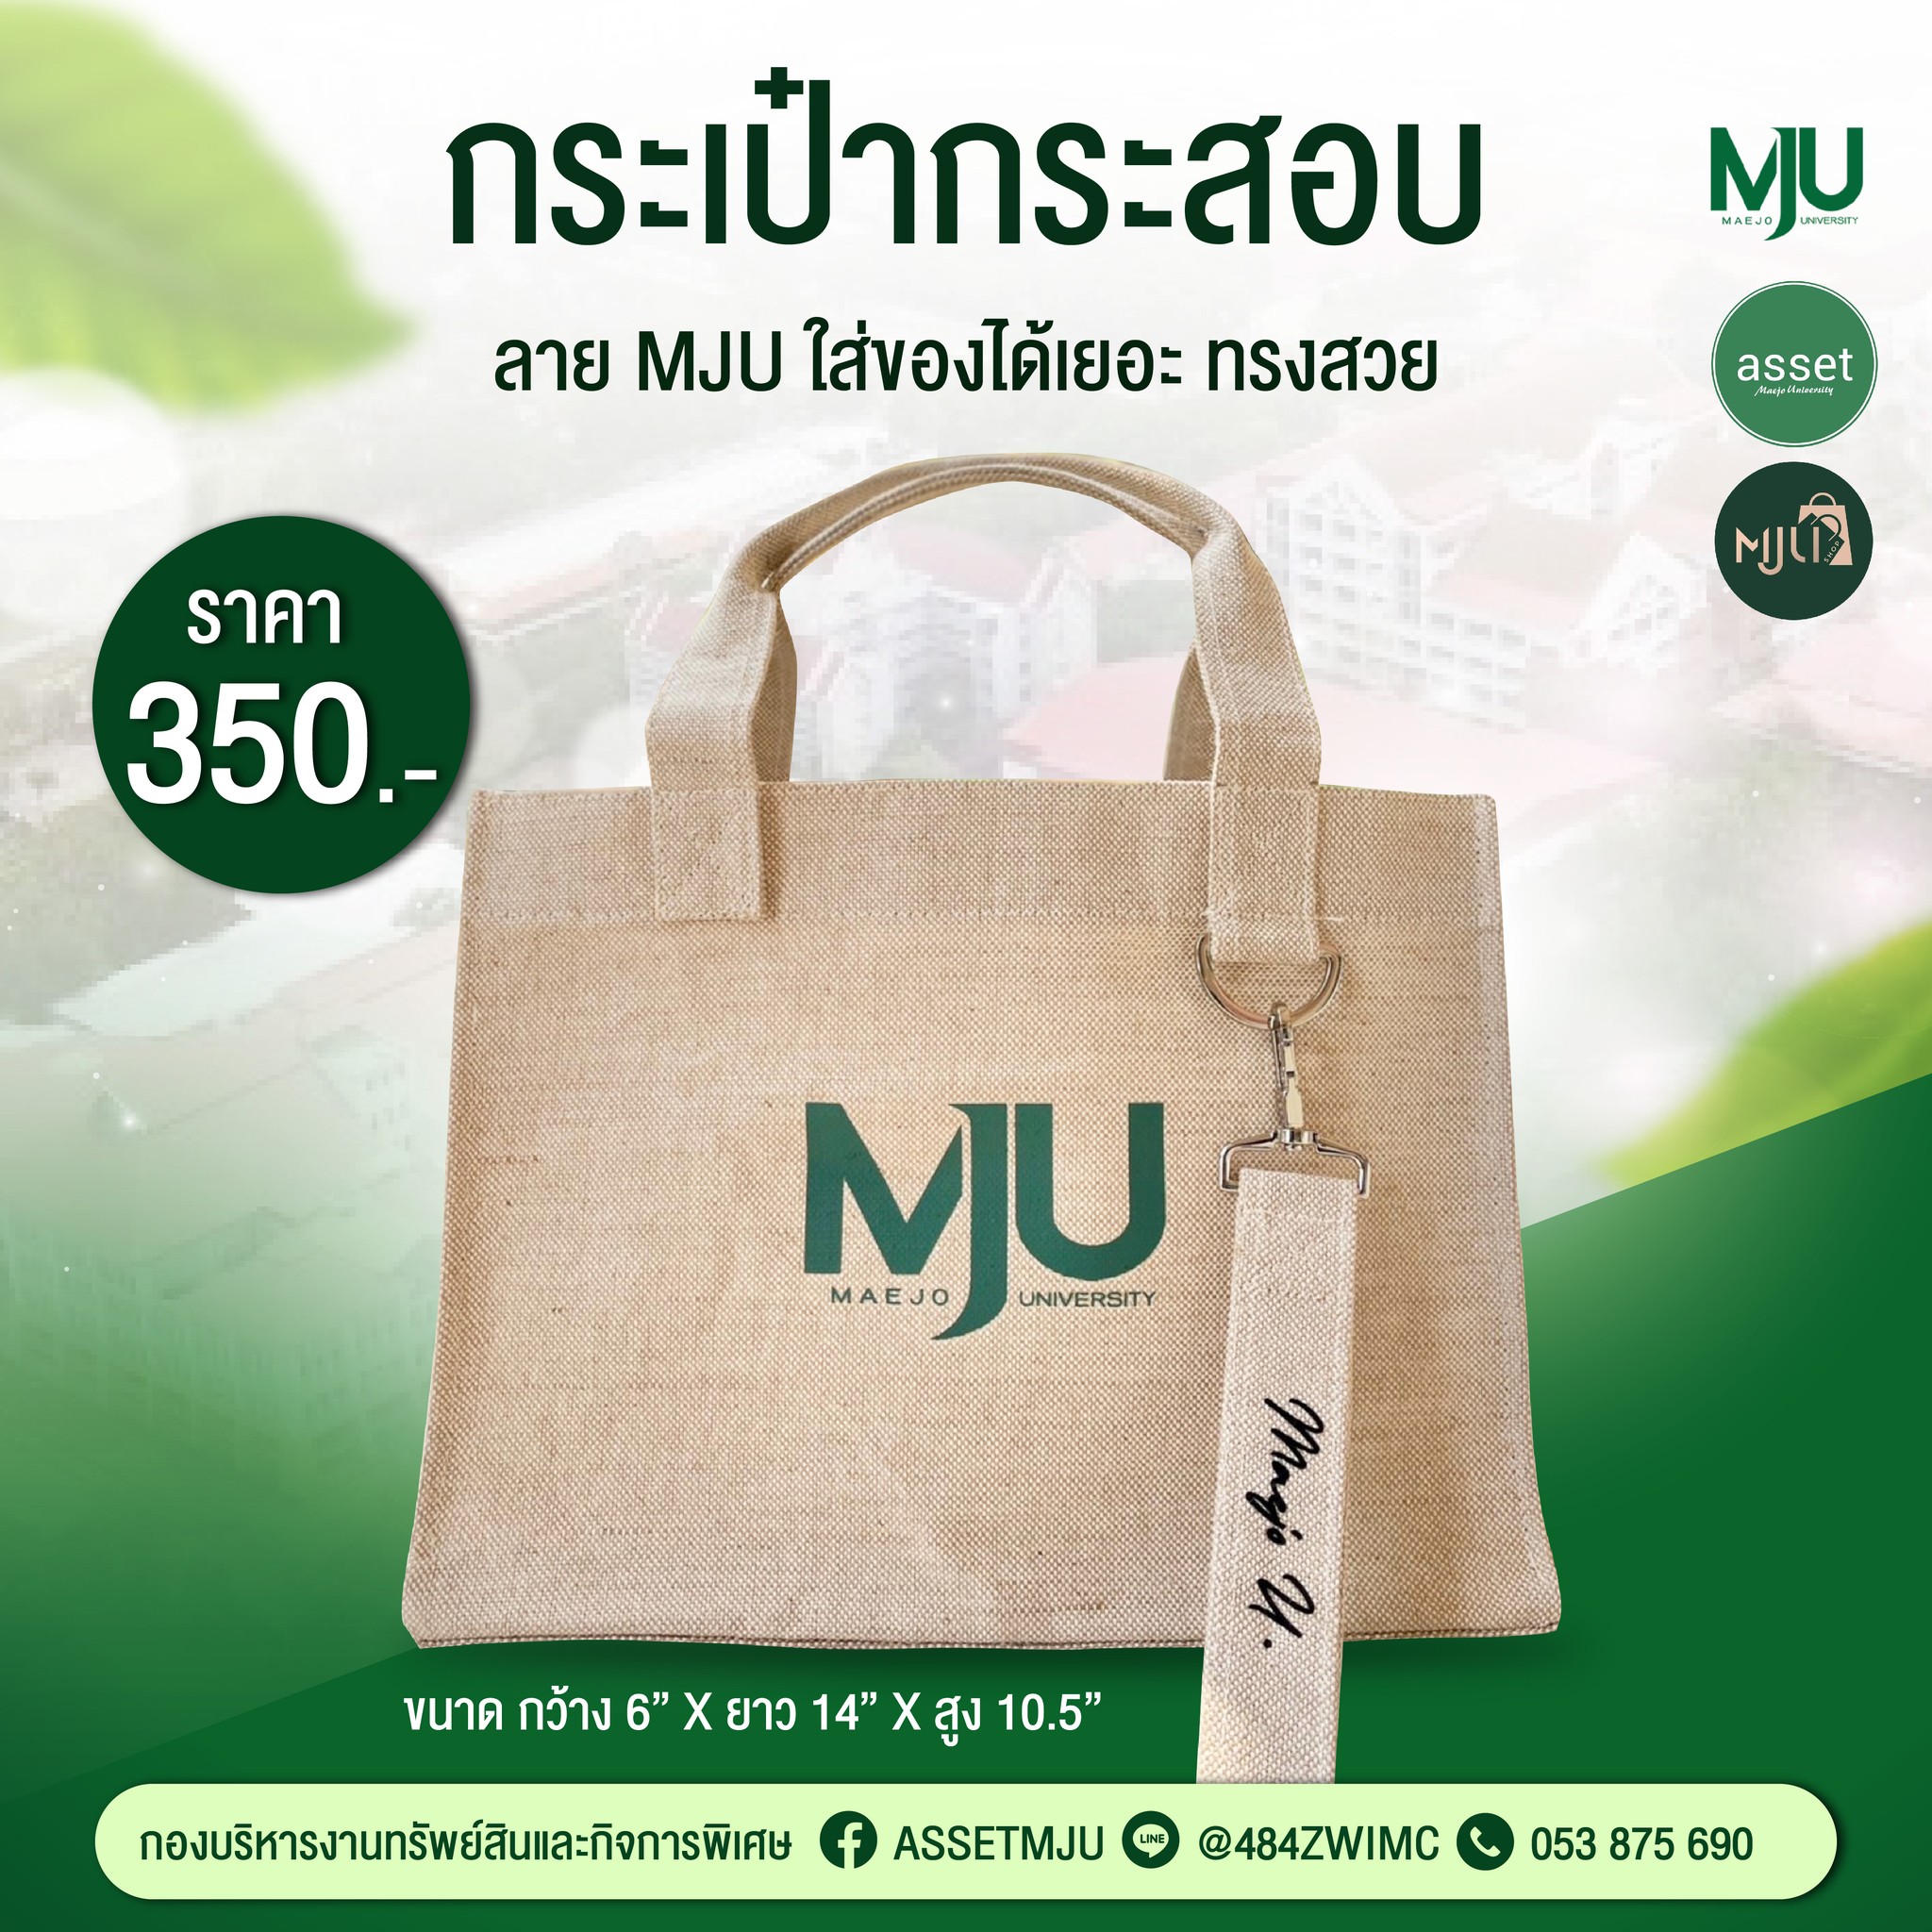 กระเป๋ากระสอบ
ลาย MJU ใส่ของได้เยอะ ทรงสวย
MJU
MAEJO UNIVERSITY
asset
Maejo University
MJU
SHOP
ราคา
350.-
MJU
MAEJO UNIVERSITY
Maejo U.
ขนาด กว้าง 6” X ยาว 14” X สูง 10.5”
กองบริหารงานทรัพย์สินและกิจการพิเศษ ASSETMJU LINE @484ZWIMC 053 875 690